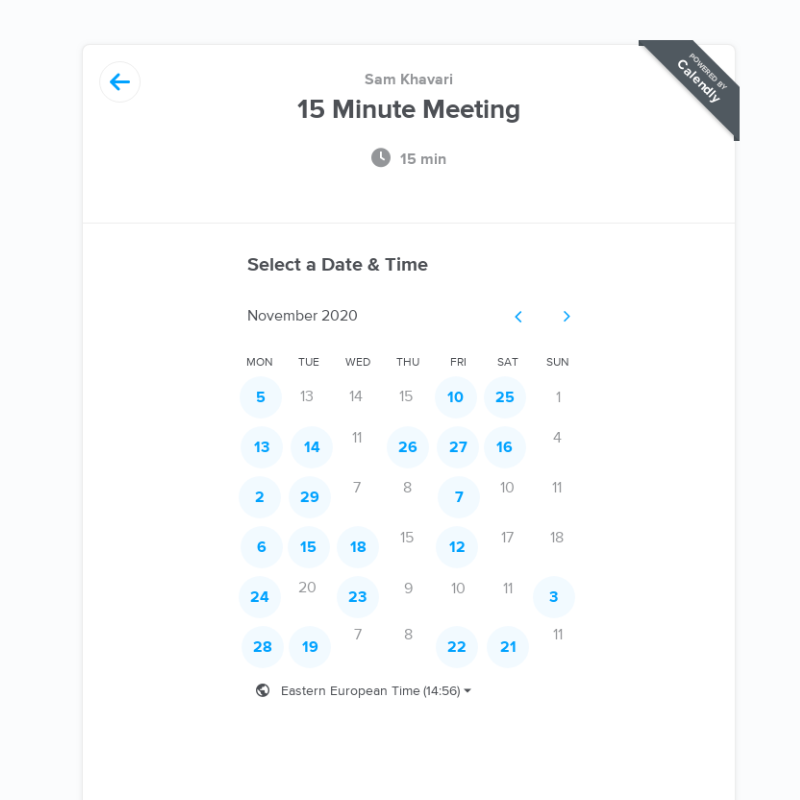 POWERED BY
Calendly
Sam Khavari
15 Minute Meeting
15 min
Select a Date & Time
November 2020
MON TUE WED THU FRI SAT SUN
5 13 14 15 10 25 1
13 14 11 26 27 16 4
2 29 7 8 7 10 11
6 15 18 15 12 17 18
24 20 23 9 10 11 3
28 19 7 8 22 21 11
Eastern European Time (14:56)